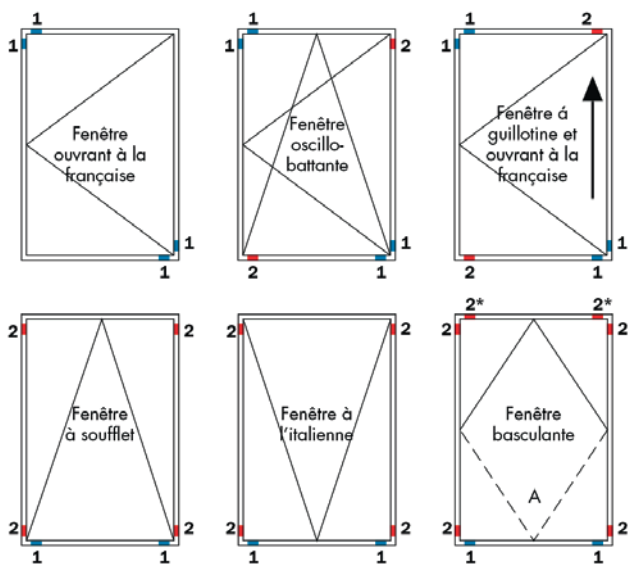 1
1
Fenêtre
ouvrant à la
française
1
1
1
1
2
Fenêtre
oscillo-
battante
1
2
1
2
1
Fenêtre á
guillotine et
ouvrant à la
française
1
2
1
2
2
Fenêtre
à soufflet
2
2
1
1
2
2
Fenêtre à
l'italienne
2
2
1
1
2*
2*
2
2
Fenêtre
basculante
A
2
2
1
1